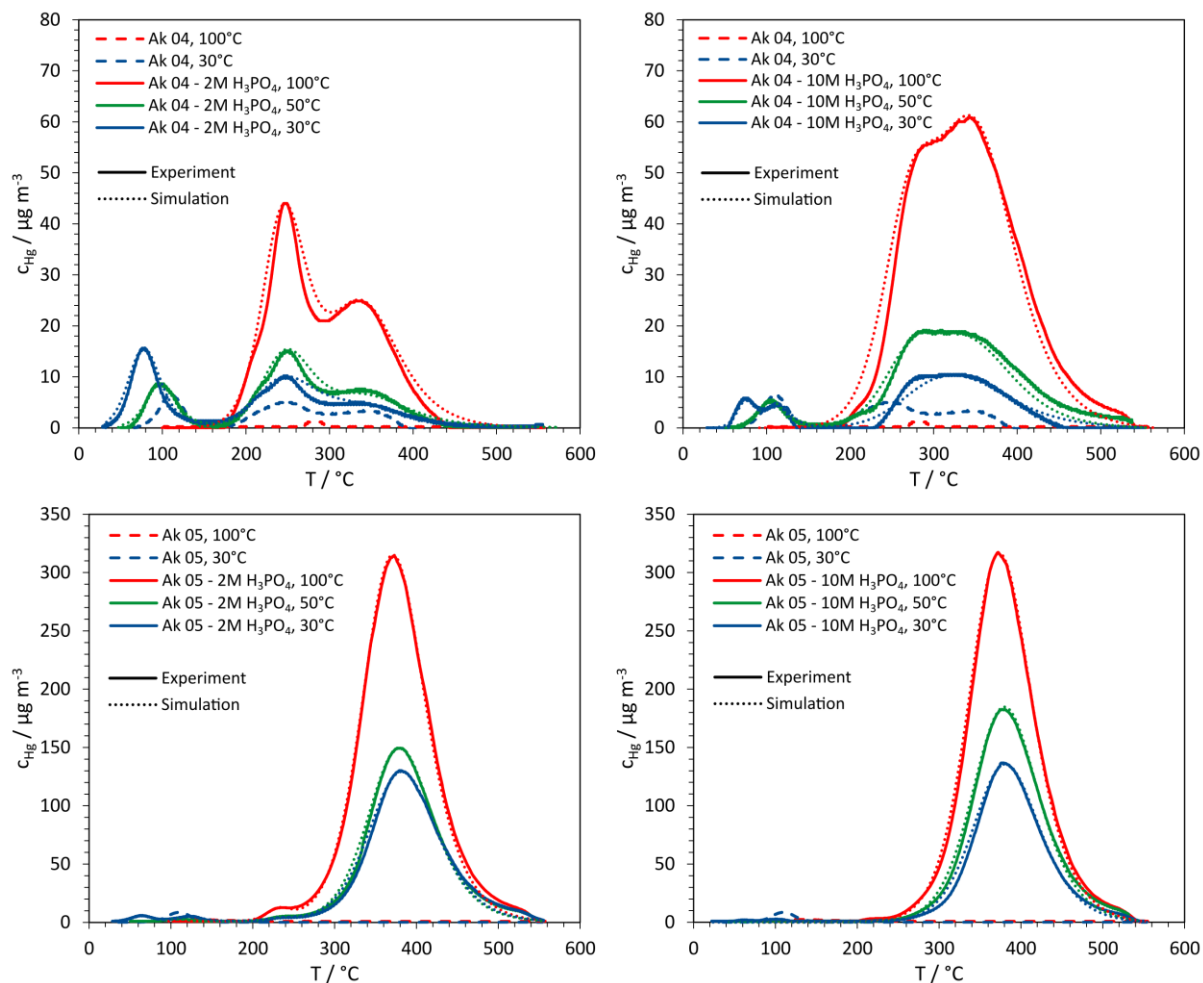 80
70
60
50
40
30
20
10
0
c_Hg / µg m⁻³
Ak 04, 100°C
Ak 04, 30°C
Ak 04 - 2M H₃PO₄, 100°C
Ak 04 - 2M H₃PO₄, 50°C
Ak 04 - 2M H₃PO₄, 30°C
Experiment
Simulation
0 100 200 300 400 500 600
T / °C
80
70
60
50
40
30
20
10
0
c_Hg / µg m⁻³
Ak 04, 100°C
Ak 04, 30°C
Ak 04 - 10M H₃PO₄, 100°C
Ak 04 - 10M H₃PO₄, 50°C
Ak 04 - 10M H₃PO₄, 30°C
Experiment
Simulation
0 100 200 300 400 500 600
T / °C
350
300
250
200
150
100
50
0
c_Hg / µg m⁻³
Ak 05, 100°C
Ak 05, 30°C
Ak 05 - 2M H₃PO₄, 100°C
Ak 05 - 2M H₃PO₄, 50°C
Ak 05 - 2M H₃PO₄, 30°C
Experiment
Simulation
0 100 200 300 400 500 600
T / °C
350
300
250
200
150
100
50
0
c_Hg / µg m⁻³
Ak 05, 100°C
Ak 05, 30°C
Ak 05 - 10M H₃PO₄, 100°C
Ak 05 - 10M H₃PO₄, 50°C
Ak 05 - 10M H₃PO₄, 30°C
Experiment
Simulation
0 100 200 300 400 500 600
T / °C